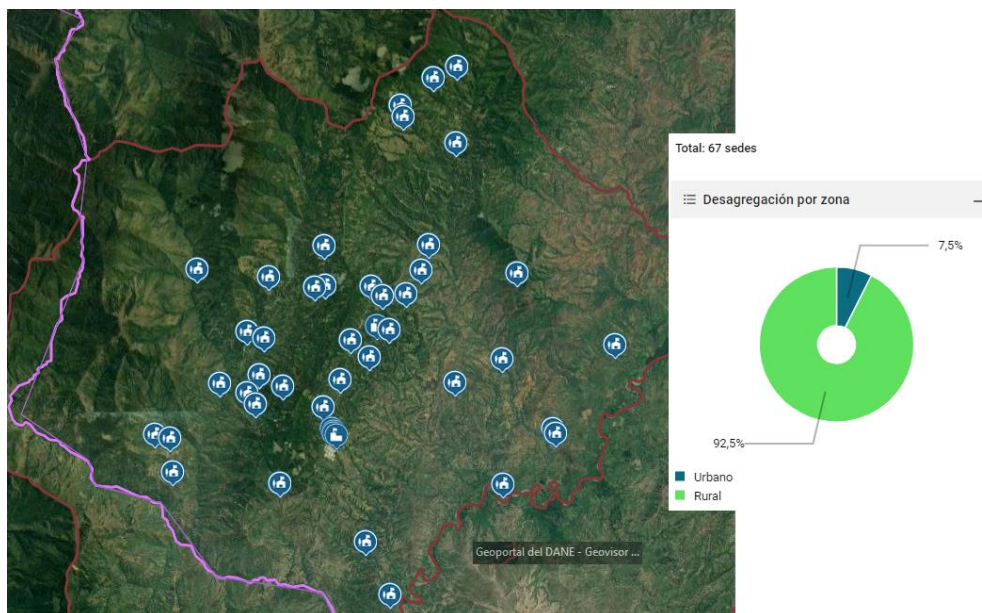 Total: 67 sedes
Desagregación por zona
7,5%
92,5%
Urbano
Rural
Geoportal del DANE - Geovisor ...